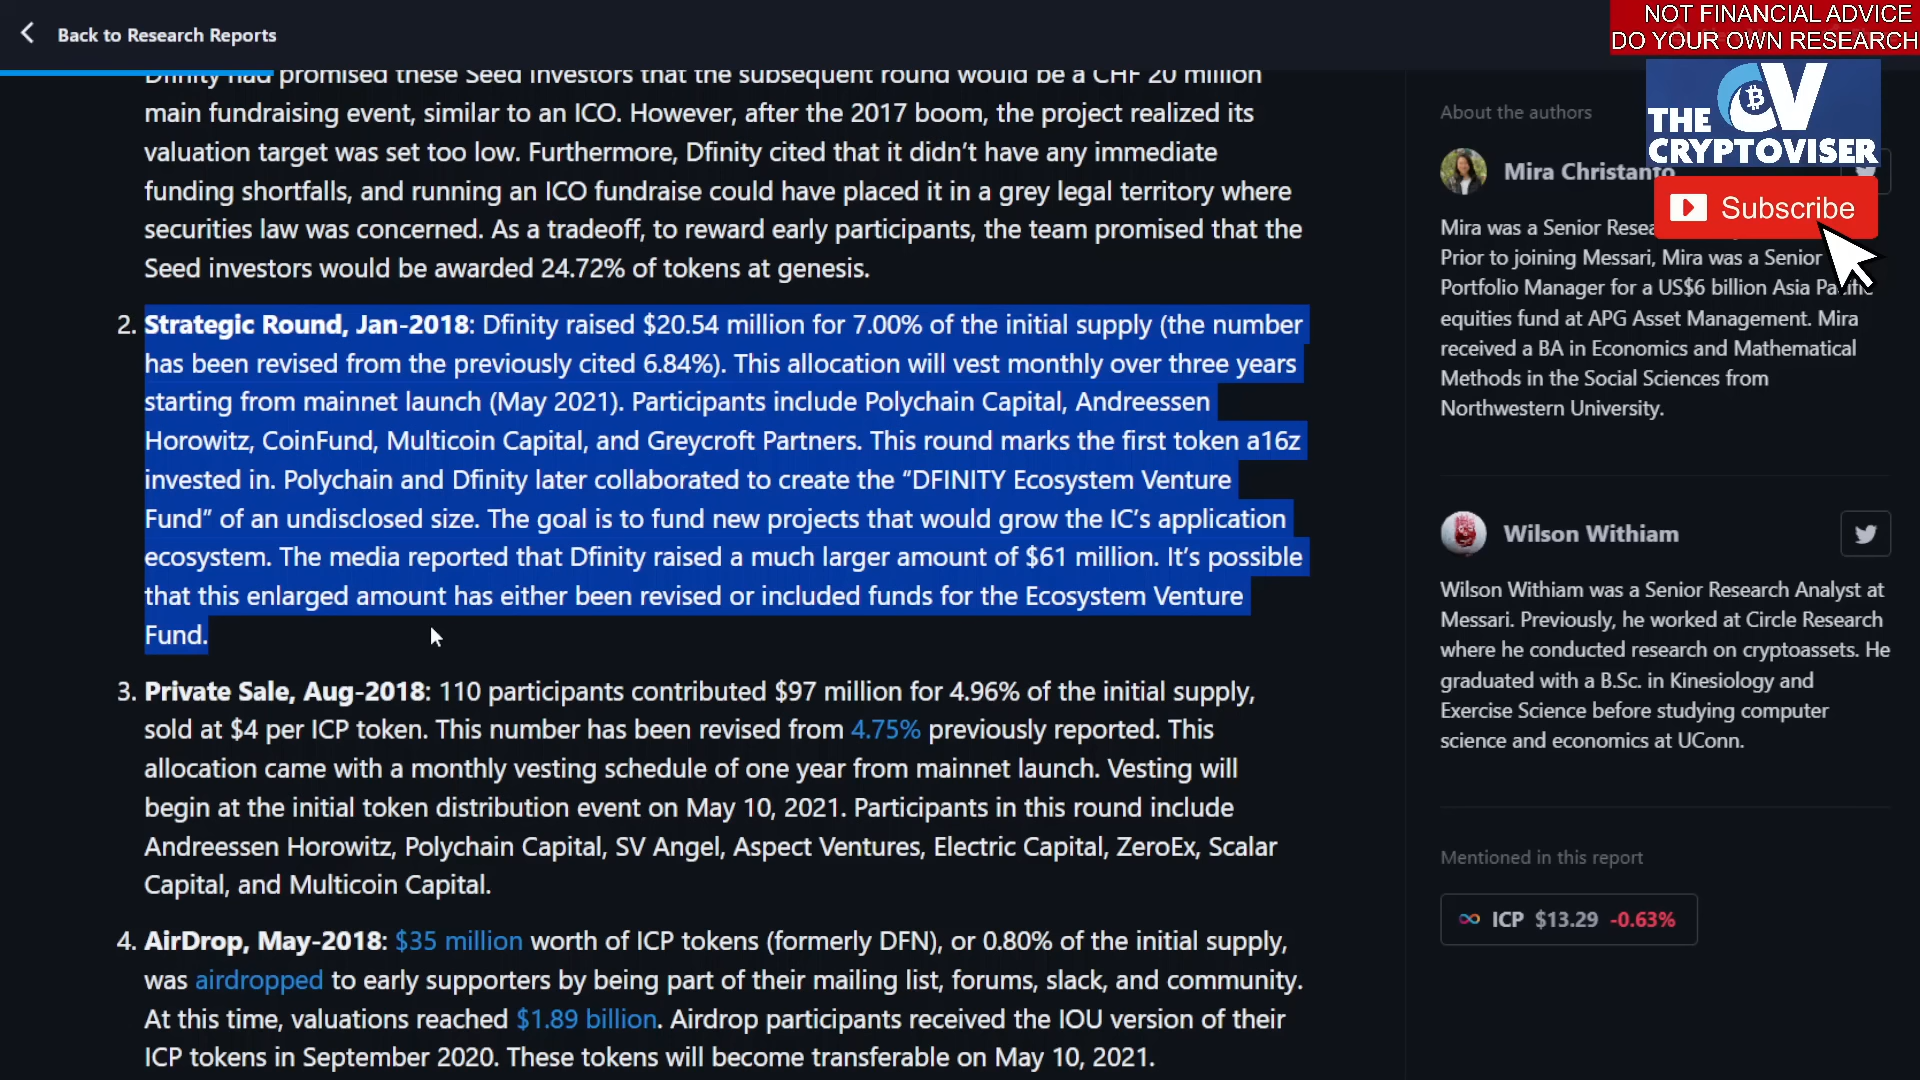 Back to Research Reports
NOT FINANCIAL ADVICE
DO YOUR OWN RESEARCH
Dfinity had promised these Seed Investors that the subsequent round would be a CHF 20 million
main fundraising event, similar to an ICO. However, after the 2017 boom, the project realized its
valuation target was set too low. Furthermore, Dfinity cited that it didn't have any immediate
funding shortfalls, and running an ICO fundraise could have placed it in a grey legal territory where
securities law was concerned. As a tradeoff, to reward early participants, the team promised that the
Seed investors would be awarded 24.72% of tokens at genesis.
2. Strategic Round, Jan-2018: Dfinity raised $20.54 million for 7.00% of the initial supply (the number
has been revised from the previously cited 6.84%). This allocation will vest monthly over three years
starting from mainnet launch (May 2021). Participants include Polychain Capital, Andreessen
Horowitz, CoinFund, Multicoin Capital, and Greycroft Partners. This round marks the first token a16z
invested in. Polychain and Dfinity later collaborated to create the “DFINITY Ecosystem Venture
Fund” of an undisclosed size. The goal is to fund new projects that would grow the IC's application
ecosystem. The media reported that Dfinity raised a much larger amount of $61 million. It's possible
that this enlarged amount has either been revised or included funds for the Ecosystem Venture
Fund.
3. Private Sale, Aug-2018: 110 participants contributed $97 million for 4.96% of the initial supply,
sold at $4 per ICP token. This number has been revised from 4.75% previously reported. This
allocation came with a monthly vesting schedule of one year from mainnet launch. Vesting will
begin at the initial token distribution event on May 10, 2021. Participants in this round include
Andreessen Horowitz, Polychain Capital, SV Angel, Aspect Ventures, Electric Capital, ZeroEx, Scalar
Capital, and Multicoin Capital.
4. AirDrop, May-2018: $35 million worth of ICP tokens (formerly DFN), or 0.80% of the initial supply,
was airdropped to early supporters by being part of their mailing list, forums, slack, and community.
At this time, valuations reached $1.89 billion. Airdrop participants received the IOU version of their
ICP tokens in September 2020. These tokens will become transferable on May 10, 2021.
About the authors
CV
THE
CRYPTOVISER
Subscribe
Mira Christanto
Mira was a Senior
Prior to joining Messari, Mira was a Senior
Portfolio Manager for a US$6 billion Asia Pacific
equities fund at APG Asset Management. Mira
received a BA in Economics and Mathematical
Methods in the Social Sciences from
Northwestern University.
Wilson Withiam
Wilson Withiam was a Senior Research Analyst at
Messari. Previously, he worked at Circle Research
where he conducted research on cryptoassets. He
graduated with a B.Sc. in Kinesiology and
Exercise Science before studying computer
science and economics at UConn.
Mentioned in this report
ICP $13.29 -0.63%